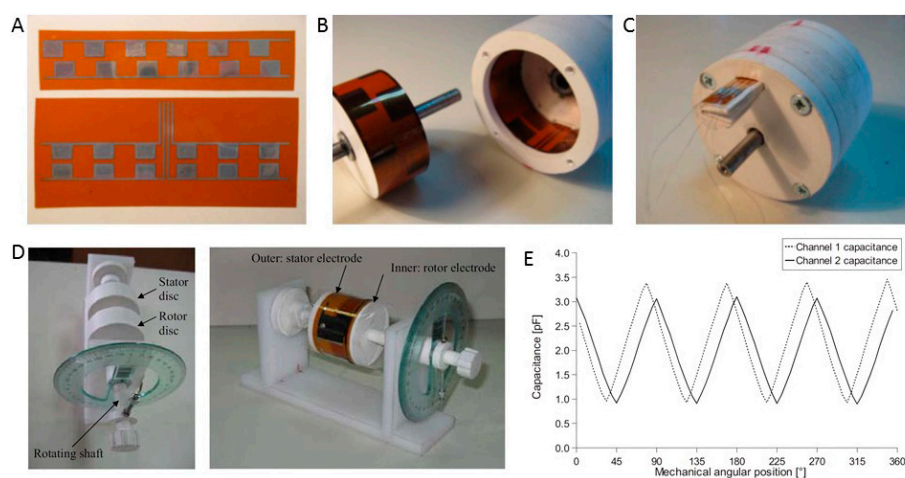 A
B
C
D
Stator
disc
Rotor
disc
Rotating shaft
Outer: stator electrode
Inner: rotor electrode
E
Channel 1 capacitance
Channel 2 capacitance
Capacitance [pF]
4.0
3.5
3.0
2.5
2.0
1.5
1.0
0.5
0.0
0 45 90 135 180 225 270 315 360
Mechanical angular position [°]